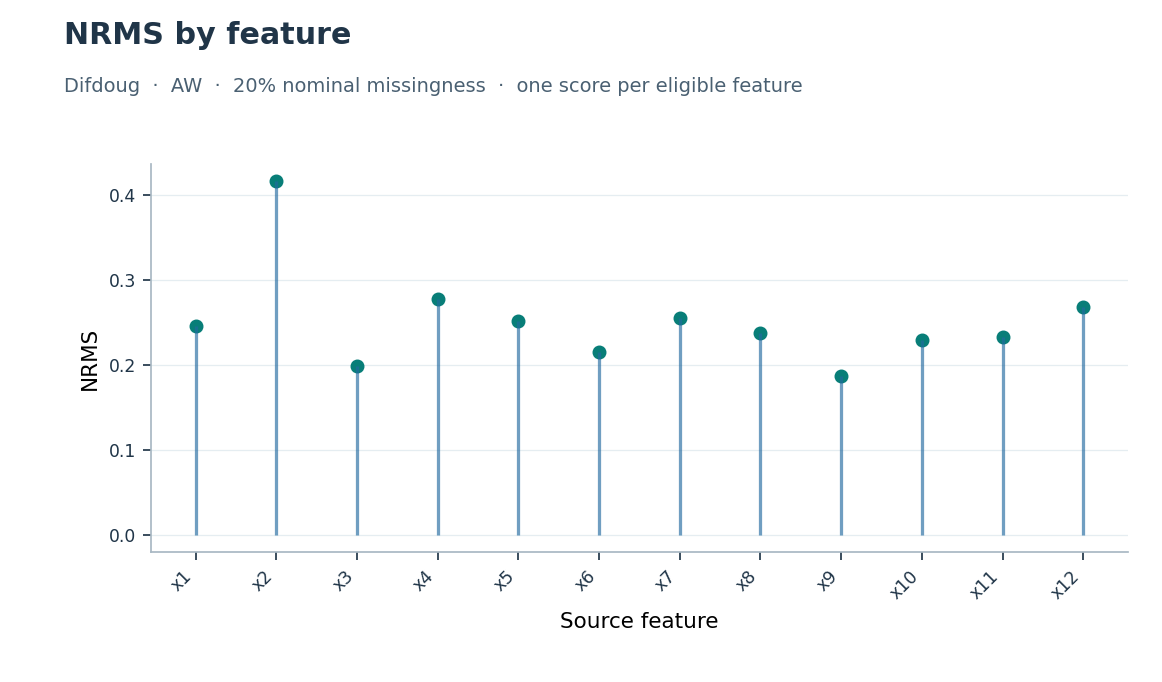 NRMS by feature
Difdoug · AW · 20% nominal missingness · one score per eligible feature
0.4
0.3
0.2
0.1
0.0
NRMS
x1 x2 x3 x4 x5 x6 x7 x8 x9 x10 x11 x12
Source feature